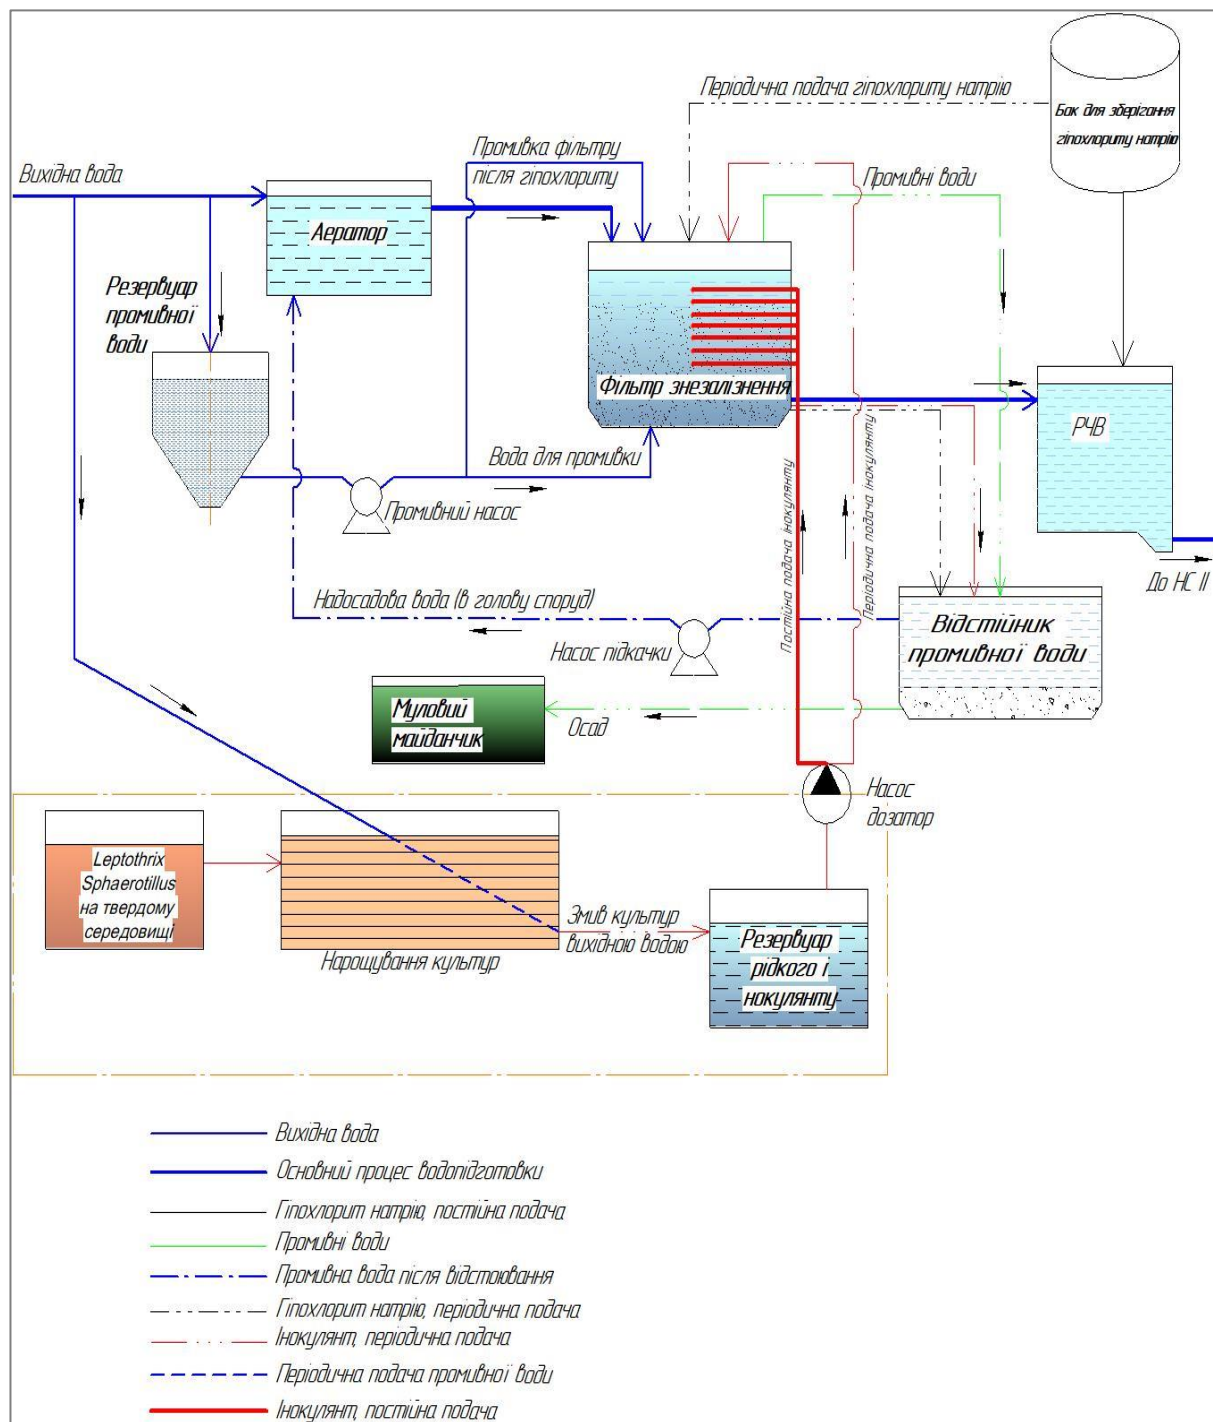 Періодична подача гіпохлориту натрію
Бак для зберігання
гіпохлориту натрію
Промивка фільтру
після гіпохлориту
Вихідна вода
Промивні води
Аератор
Резервуар
промивної
води
Фільтр знезалізнення
РЧВ
Вода для промивки
Промивний насос
Постійна подача інокулянту
Періодична подача інокулянту
До НС ІІ
Надосадова вода (в голову споруд)
Насос підкачки
Відстійник
промивної води
Муловий
майданчик
Осад
Насос
дозатор
Leptothrix
Sphaerotillus
на твердому
середовищі
Нарощування культур
Змив культур
вихідною водою
Резервуар
рідкого і
нокулянту
Вихідна вода
Основний процес водопідготовки
Гіпохлорит натрію, постійна подача
Промивні води
Промивна вода після відстоювання
Гіпохлорит натрію, періодична подача
Інокулянт, періодична подача
Періодична подача промивної води
Інокулянт, постійна подача